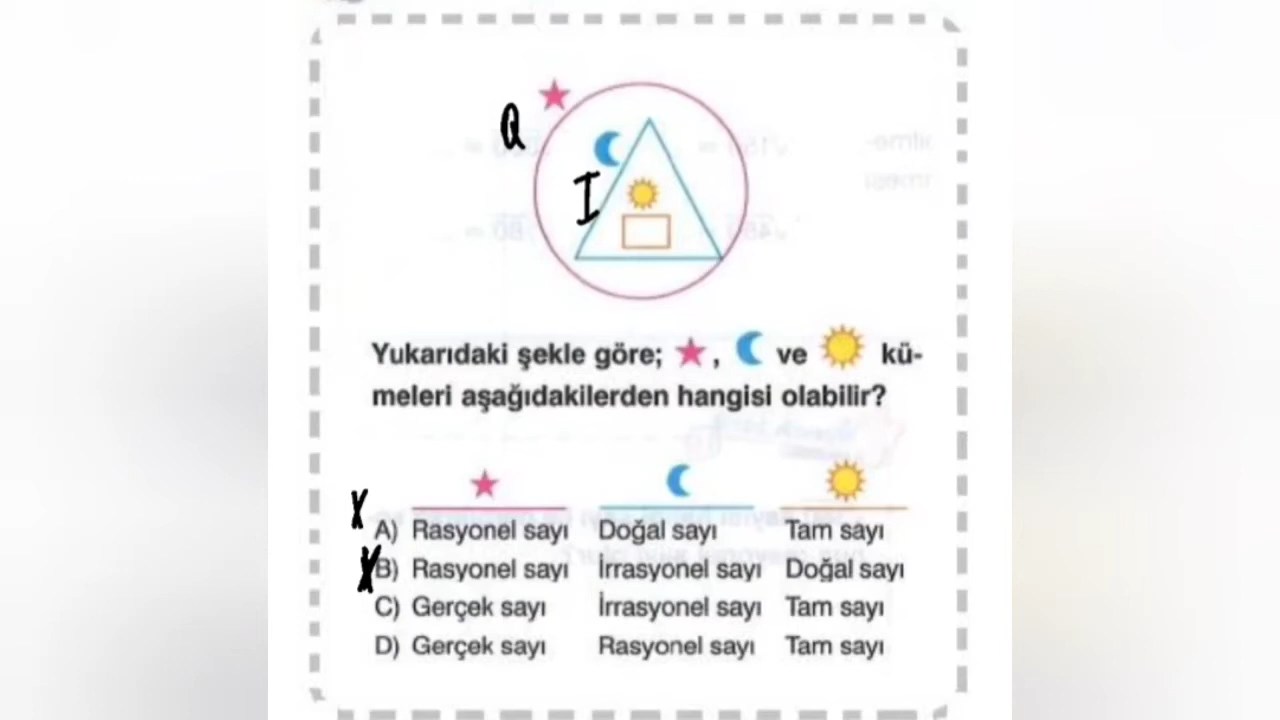 Q
I
Yukarıdaki şekle göre; , ve kü-
meleri aşağıdakilerden hangisi olabilir?
X A) Rasyonel sayı Doğal sayı Tam sayı
X B) Rasyonel sayı İrrasyonel sayı Doğal sayı
C) Gerçek sayı İrrasyonel sayı Tam sayı
D) Gerçek sayı Rasyonel sayı Tam sayı